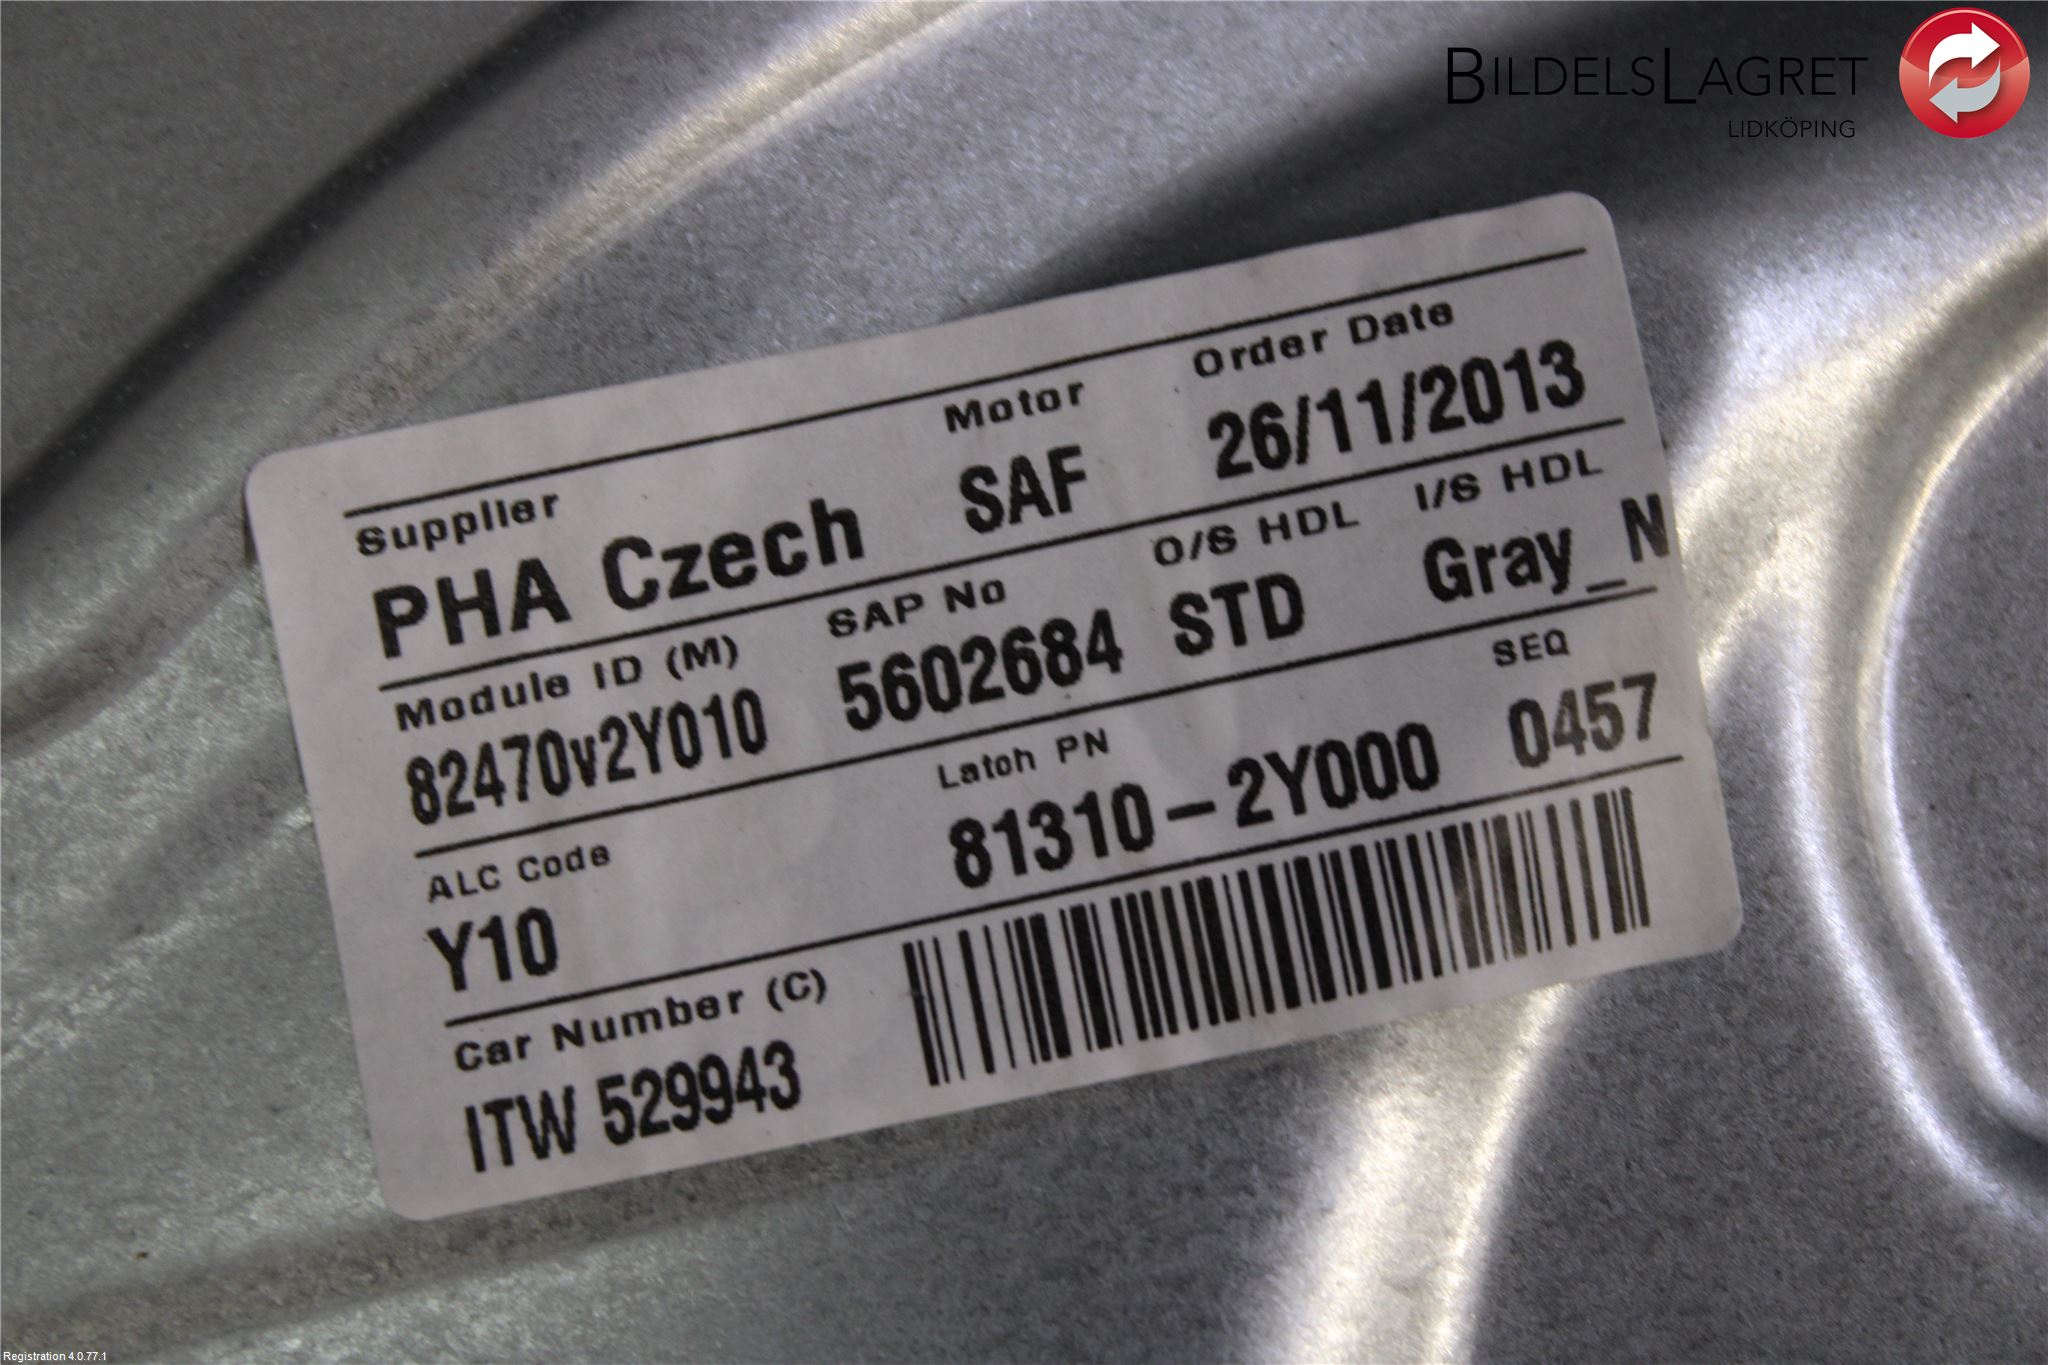 BILDELSLAGRET
LIDKÖPING
Supplier Motor Order Date
PHA Czech SAF 26/11/2013
Module ID (M) SAP No O/S HDL I/S HDL
82470v2Y010 5602684 STD Gray_N
ALC Code Latch PN SEQ
Y10 81310-2Y000 0457
Car Number (C)
ITW 529943
Registration 4.0.77.1